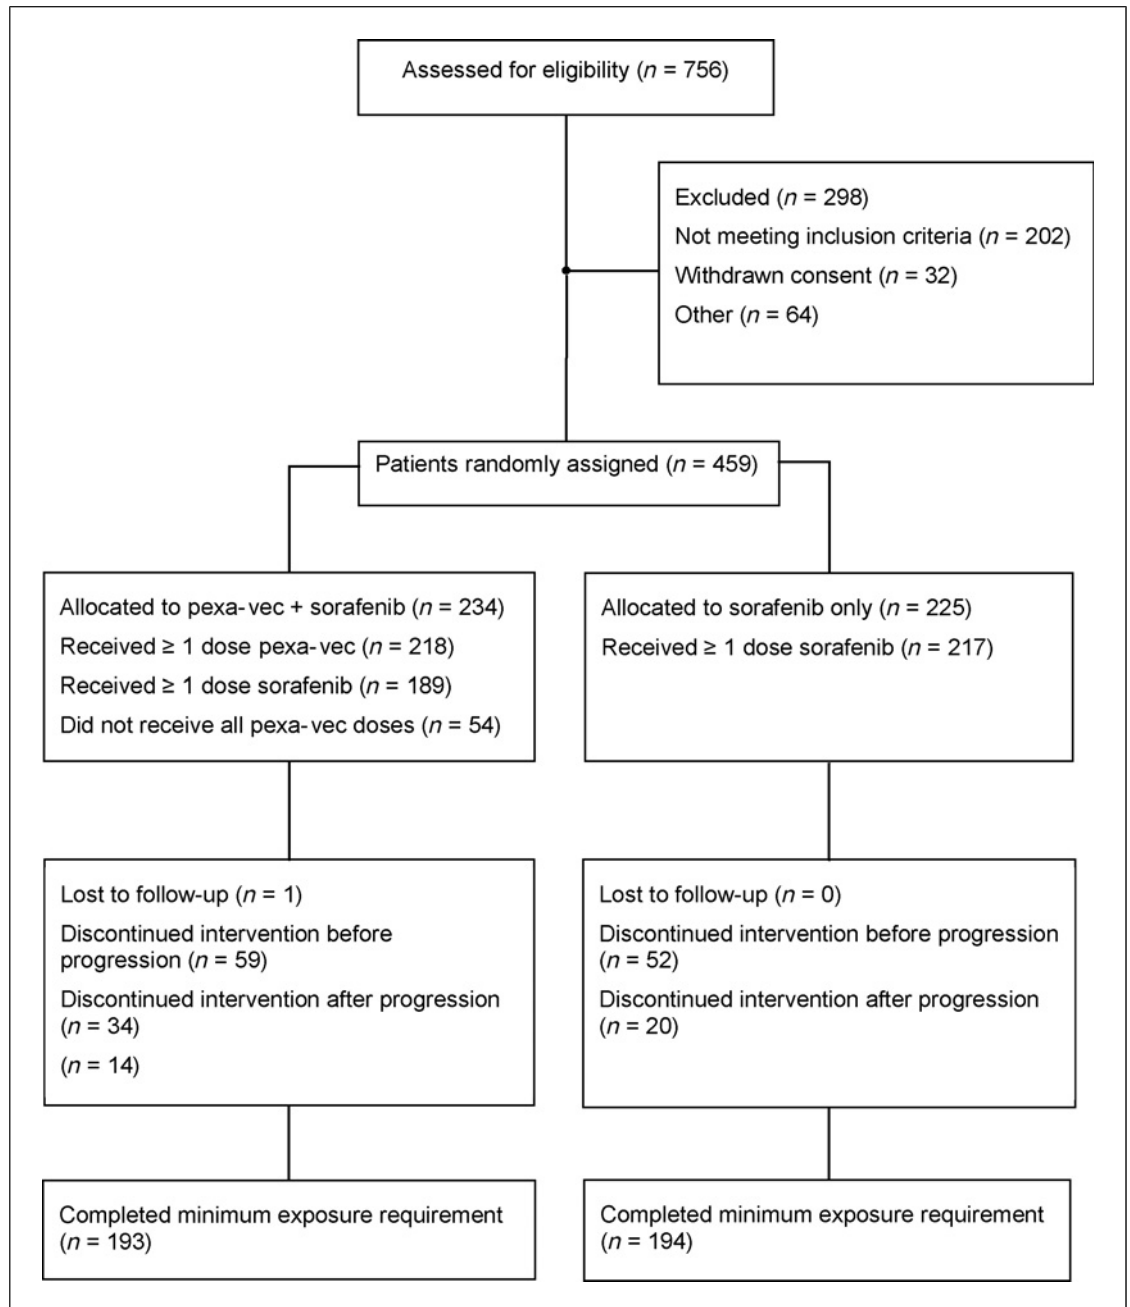 Assessed for eligibility (n = 756)
Excluded (n = 298)
Not meeting inclusion criteria (n = 202)
Withdrawn consent (n = 32)
Other (n = 64)
Patients randomly assigned (n = 459)
Allocated to pexa-vec + sorafenib (n = 234)
Received ≥ 1 dose pexa-vec (n = 218)
Received ≥ 1 dose sorafenib (n = 189)
Did not receive all pexa-vec doses (n = 54)
Allocated to sorafenib only (n = 225)
Received ≥ 1 dose sorafenib (n = 217)
Lost to follow-up (n = 1)
Discontinued intervention before
progression (n = 59)
Discontinued intervention after progression
(n = 34)
(n = 14)
Lost to follow-up (n = 0)
Discontinued intervention before progression
(n = 52)
Discontinued intervention after progression
(n = 20)
Completed minimum exposure requirement
(n = 193)
Completed minimum exposure requirement
(n = 194)